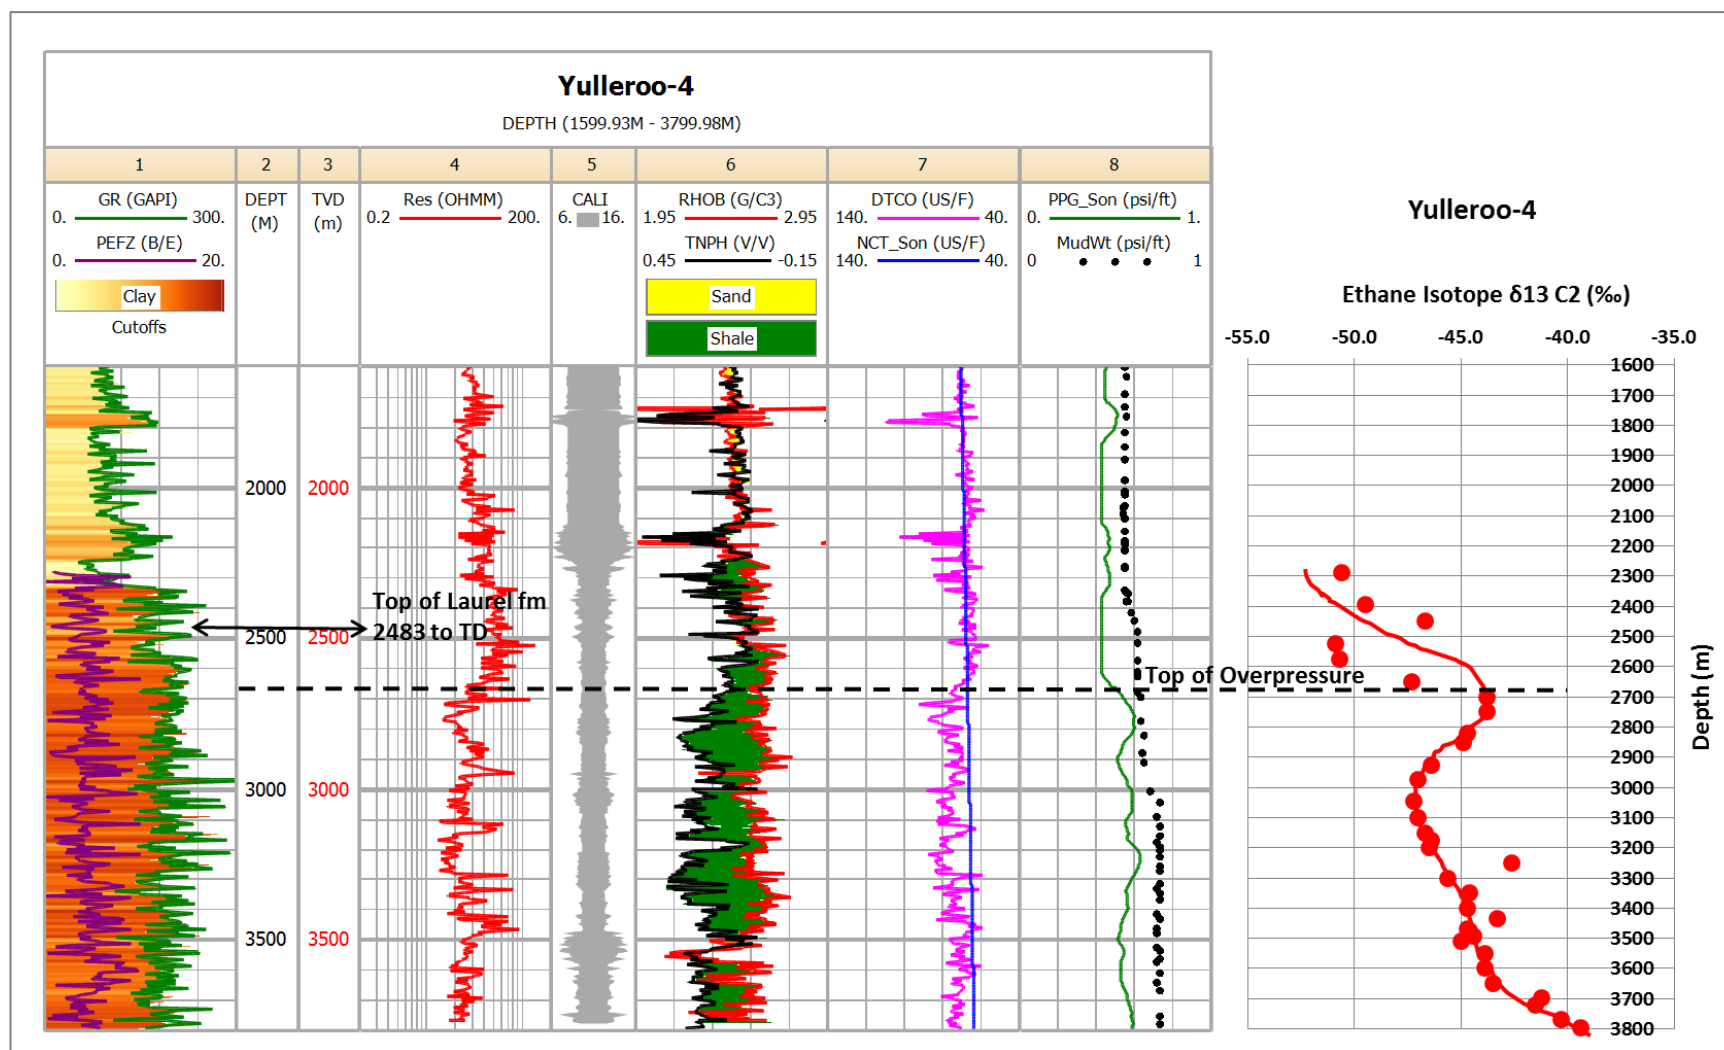 Yulleroo-4
DEPTH (1599.93M - 3799.98M)
1 2 3 4 5 6 7 8
GR (GAPI)
0. 300.
PEFZ (B/E)
0. 20.
Clay
Cutoffs
DEPT
(M)
TVD
(m)
Res (OHMM)
0.2 200.
CALI
6. 16.
RHOB (G/C3)
1.95 2.95
TNPH (V/V)
0.45 -0.15
Sand
Shale
DTCO (US/F)
140. 40.
NCT_Son (US/F)
140. 40.
PPG_Son (psi/ft)
0. 1.
MudWt (psi/ft)
0 1
2000 2000
2500 2500
3000 3000
3500 3500
Top of Laurel fm
2483 to TD
Top of Overpressure
Yulleroo-4
Ethane Isotope δ13 C2 (‰)
-55.0 -50.0 -45.0 -40.0 -35.0
1600
1700
1800
1900
2000
2100
2200
2300
2400
2500
2600
2700
2800
2900
3000
3100
3200
3300
3400
3500
3600
3700
3800
Depth (m)